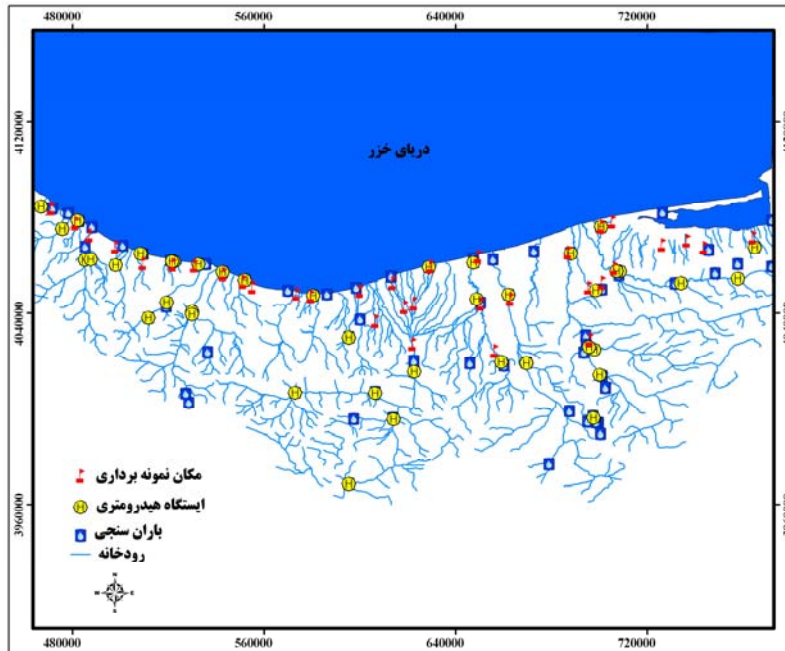 480000 560000 640000 720000
4120000
دریای خزر
4040000
مکان نمونه برداری
ایستگاه هیدرومتری
باران سنجی
رودخانه
3960000
N
E
480000 560000 640000 720000